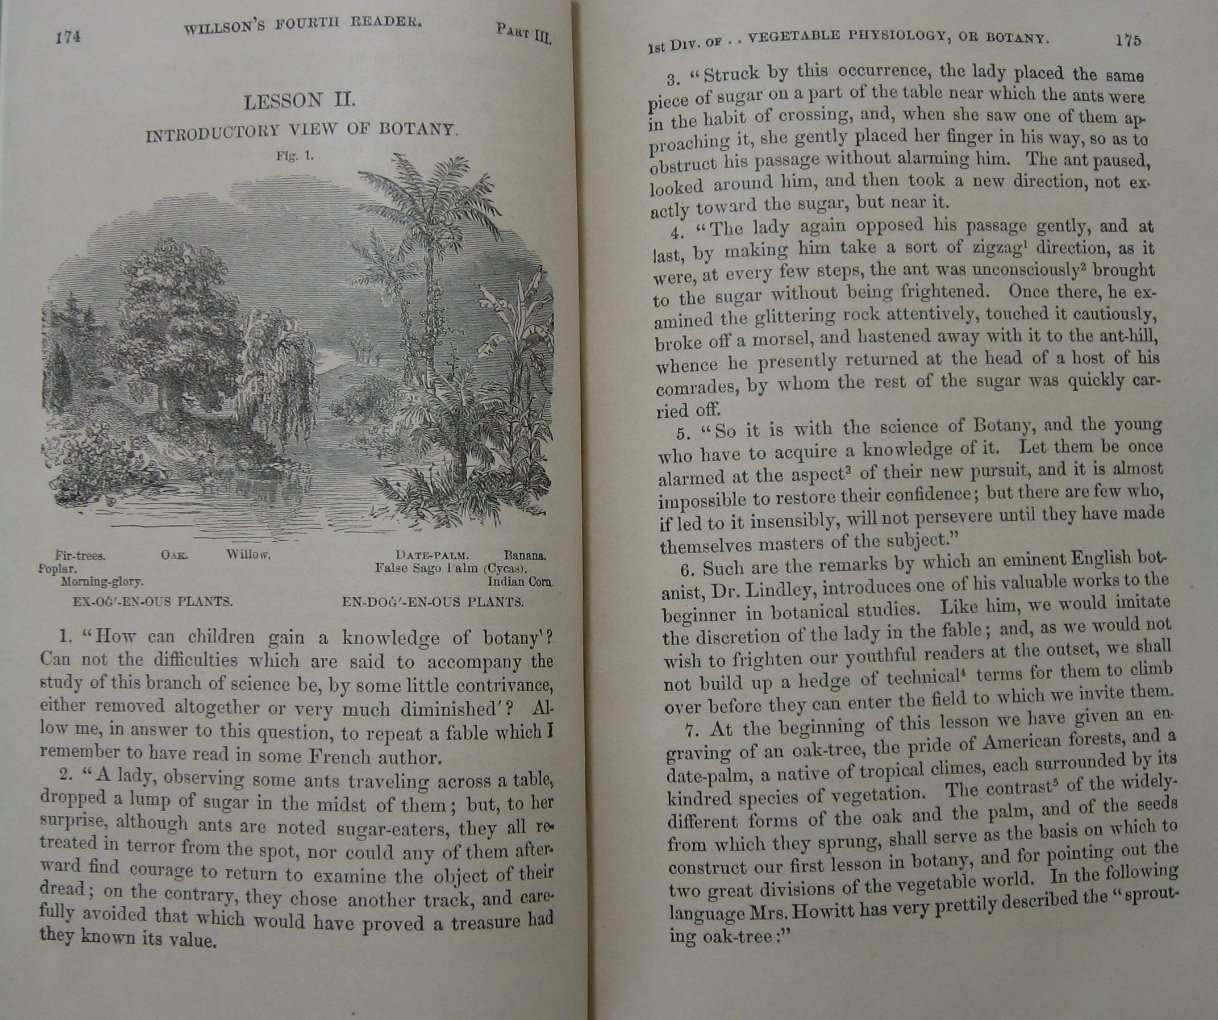 174
WILLSON'S FOURTH READER.
PART III.
LESSON II.
INTRODUCTORY VIEW OF BOTANY.
Fig. 1.
Fir-trees. OAK. Willow. DATE-PALM. Banana.
Poplar. False Sago Palm (Cycas).
Morning-glory. Indian Corn.
EX-OG'-EN-OUS PLANTS. EN-DOG'-EN-OUS PLANTS.
1. "How can children gain a knowledge of botany'?
Can not the difficulties which are said to accompany the
study of this branch of science be, by some little contrivance,
either removed altogether or very much diminished'? Al-
low me, in answer to this question, to repeat a fable which I
remember to have read in some French author.
2. "A lady, observing some ants traveling across a table,
dropped a lump of sugar in the midst of them; but, to her
surprise, although ants are noted sugar-eaters, they all re-
treated in terror from the spot, nor could any of them after-
ward find courage to return to examine the object of their
dread; on the contrary, they chose another track, and care-
fully avoided that which would have proved a treasure had
they known its value.
1st DIV. OF . . VEGETABLE PHYSIOLOGY, OR BOTANY.
175
3. "Struck by this occurrence, the lady placed the same
piece of sugar on a part of the table near which the ants were
in the habit of crossing, and, when she saw one of them ap-
proaching it, she gently placed her finger in his way, so as to
obstruct his passage without alarming him. The ant paused,
looked around him, and then took a new direction, not ex-
actly toward the sugar, but near it.
4. "The lady again opposed his passage gently, and at
last, by making him take a sort of zigzag¹ direction, as it
were, at every few steps, the ant was unconsciously² brought
to the sugar without being frightened. Once there, he ex-
amined the glittering rock attentively, touched it cautiously,
broke off a morsel, and hastened away with it to the ant-hill,
whence he presently returned at the head of a host of his
comrades, by whom the rest of the sugar was quickly car-
ried off.
5. "So it is with the science of Botany, and the young
who have to acquire a knowledge of it. Let them be once
alarmed at the aspect³ of their new pursuit, and it is almost
impossible to restore their confidence; but there are few who,
if led to it insensibly, will not persevere until they have made
themselves masters of the subject."
6. Such are the remarks by which an eminent English bot-
anist, Dr. Lindley, introduces one of his valuable works to the
beginner in botanical studies. Like him, we would imitate
the discretion of the lady in the fable; and, as we would not
wish to frighten our youthful readers at the outset, we shall
not build up a hedge of technical⁴ terms for them to climb
over before they can enter the field to which we invite them.
7. At the beginning of this lesson we have given an en-
graving of an oak-tree, the pride of American forests, and a
date-palm, a native of tropical climes, each surrounded by its
kindred species of vegetation. The contrast⁵ of the widely-
different forms of the oak and the palm, and of the seeds
from which they sprung, shall serve as the basis on which to
construct our first lesson in botany, and for pointing out the
two great divisions of the vegetable world. In the following
language Mrs. Howitt has very prettily described the "sprout-
ing oak-tree:"